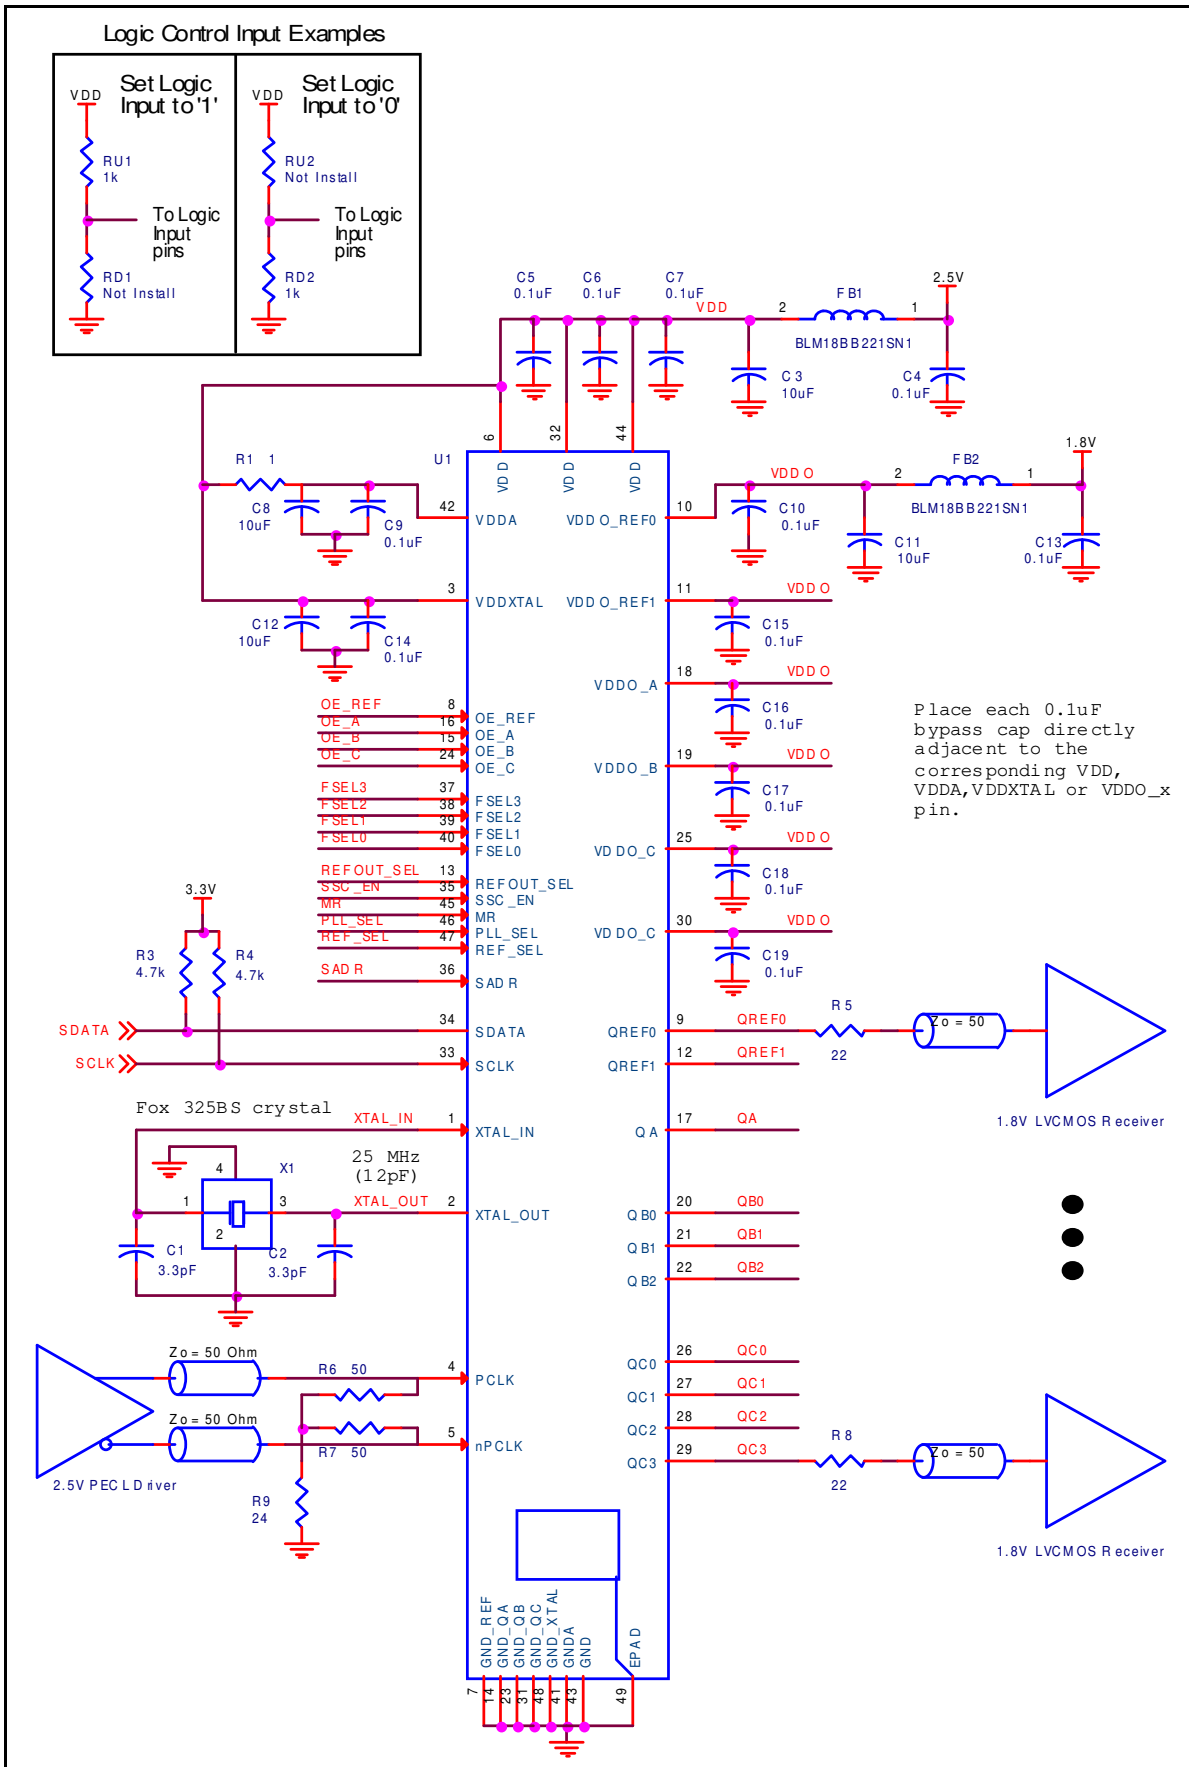 Logic Control Input Examples
Set Logic
Input to '1'
VDD
RU1
1k
To Logic
Input
pins
RD1
Not Install
Set Logic
Input to '0'
VDD
RU2
Not Install
To Logic
Input
pins
RD2
1k
C5
0.1uF
C6
0.1uF
C7
0.1uF
VDD
2
FB1
1
BLM18BB221SN1
2.5V
C3
10uF
C4
0.1uF
6
32
44
U1
VDD
VDD
VDD
R1 1
C8
10uF
C9
0.1uF
42
VDDA
3
VDDXTAL
C12
10uF
C14
0.1uF
VDDO_REF0
10
VDDO
C10
0.1uF
2
FB2
1
BLM18BB221SN1
1.8V
C11
10uF
C13
0.1uF
VDDO_REF1
11
VDDO
C15
0.1uF
VDDO_A
18
VDDO
C16
0.1uF
VDDO_B
19
VDDO
C17
0.1uF
VDDO_C
25
VDDO
C18
0.1uF
VDDO_C
30
VDDO
C19
0.1uF
Place each 0.1uF
bypass cap directly
adjacent to the
corresponding VDD,
VDDA,VDDXTAL or VDDO_x
pin.
OE_REF 8 OE_REF
OE_A 16 OE_A
OE_B 15 OE_B
OE_C 24 OE_C
FSEL3 37 FSEL3
FSEL2 38 FSEL2
FSEL1 39 FSEL1
FSEL0 40 FSEL0
REFOUT_SEL 13 REFOUT_SEL
SSC_EN 35 SSC_EN
MR 45 MR
PLL_SEL 46 PLL_SEL
REF_SEL 47 REF_SEL
SADR 36 SADR
3.3V
R3
4.7k
R4
4.7k
SDATA 34 SDATA
SCLK 33 SCLK
Fox 325BS crystal
XTAL_IN 1 XTAL_IN
25 MHz
(12pF)
4
X1
1
3
2
XTAL_OUT 2 XTAL_OUT
C1
3.3pF
C2
3.3pF
Zo = 50 Ohm
R6 50
4 PCLK
Zo = 50 Ohm
R7 50
5 nPCLK
2.5V PECL Driver
R9
24
QREF0 9 QREF0
R5
22
Zo = 50
1.8V LVCMOS Receiver
QREF1 12 QREF1
QA 17 QA
QB0 20 QB0
QB1 21 QB1
QB2 22 QB2
QC0 26 QC0
QC1 27 QC1
QC2 28 QC2
QC3 29 QC3
R8
22
Zo = 50
1.8V LVCMOS Receiver
GND_REF
GND_QA
GND_QB
GND_QC
GND_XTAL
GNDA
GND
EPAD
7
14
23
31
48
41
43
49